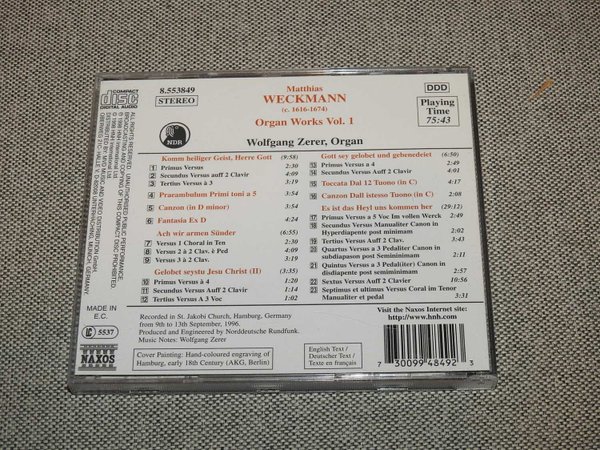 COMPACT
disc
DIGITAL AUDIO
8.553849
STEREO
Matthias
WECKMANN
(c. 1616-1674)
Organ Works Vol. 1
DDD
Playing
Time
75:43
NDR
Wolfgang Zerer, Organ
Komm heiliger Geist, Herre Gott (9:58)
1 Primus Versus 2:30
2 Secundus Versus auff 2 Clavir 4:09
3 Tertius Versus à 3 3:19
4 Praeambulum Primi toni a 5 3:54
5 Canzon (in D minor) 3:54
6 Fantasia Ex D 4:24
Ach wir armen Sünder (6:55)
7 Versus 1 Choral in Ten 2:30
8 Versus 2 à 2 Clav. è Ped 2:09
9 Versus 3 à 2 Clav. 2:16
Gelobet seystu Jesu Christ (II) (3:35)
10 Primus Versus à 4 1:31
11 Secundus Versus Auff 2 Clavir 1:02
12 Tertius Versus A 3 Voc 1:02
Gott sey gelobet und gebenedeiet (6:50)
13 Primus Versus a 4 2:49
14 Secundus Versus Auff 2 Clavir 4:01
15 Toccata Dal 12 Tuono (in C) 4:17
16 Canzon Dall istesso Tuono (in C) 2:08
Es ist das Heyl uns kommen her (29:12)
17 Primus Versus a 5 Voc Im vollen Werck 2:41
18 Secundus Versus Manualiter Canon in
Hyperdiapente post minimam 2:02
19 Tertius Versus Auff 2 Clav. 3:43
20 Quartus Versus a 3 Pedaliter Canon in
subdiapason post Semiminimam
21 Quintus Versus a 3 Pedaliter) Canon in
disdiapente post semiminimam 2:57
22 Sextus Versus Auff 2 Clavier 10:56
23 Septimus et ultimus Versus Coral im Tenor
Manualiter et pedal
MADE IN
E.C.
LC 5537
NAXOS
Recorded in St. Jakobi Church, Hamburg, Germany
from 9th to 13th September, 1996.
Produced and Engineered by Norddeutsche Rundfunk.
Music Notes: Wolfgang Zerer
Cover Painting: Hand-coloured engraving of
Hamburg, early 18th Century (AKG, Berlin)
English Text /
Deutscher Text /
Texte en Français
Visit the Naxos Internet site:
http://www.hnh.com
7 30099 48492 3